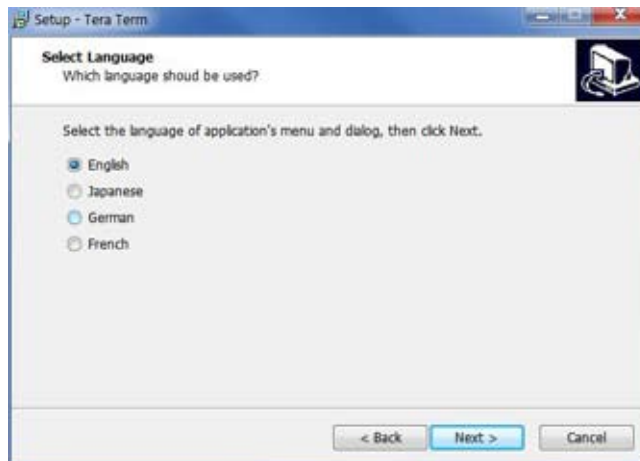 Setup - Tera Term
Select Language
Which language shoud be used?
Select the language of application's menu and dialog, then click Next.
English
Japanese
German
French
< Back
Next >
Cancel